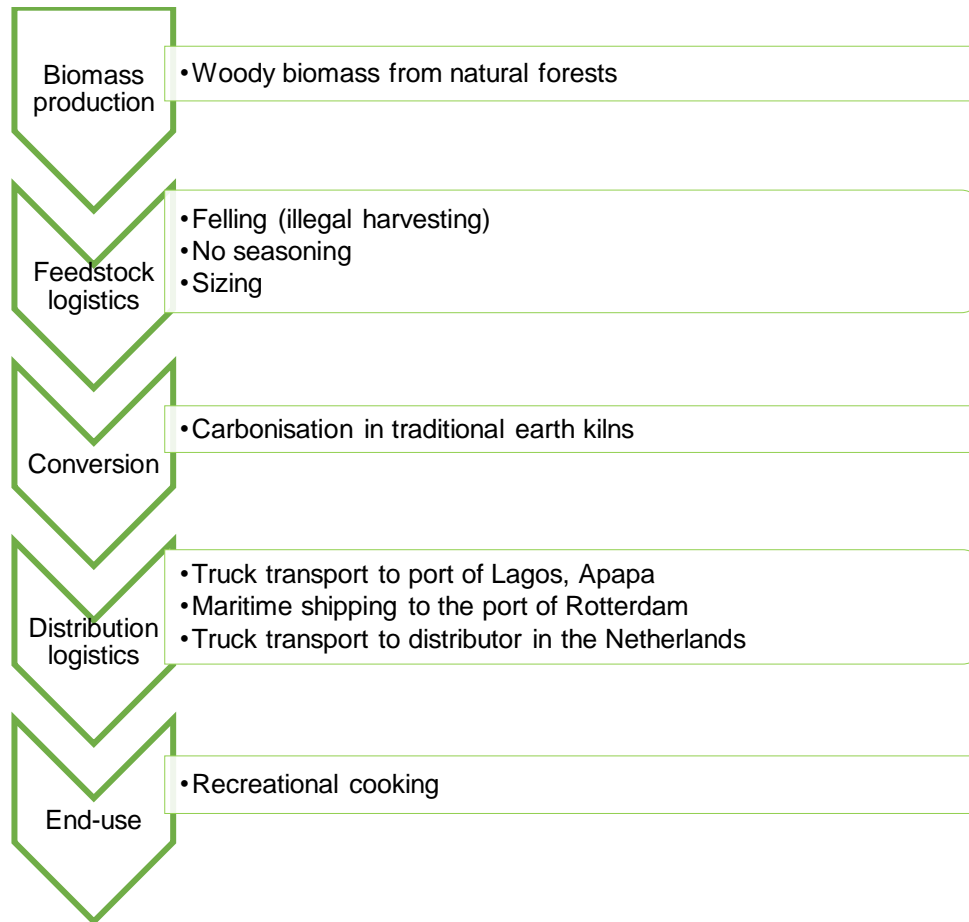 Biomass
production
•Woody biomass from natural forests
Feedstock
logistics
•Felling (illegal harvesting)
•No seasoning
•Sizing
Conversion
•Carbonisation in traditional earth kilns
Distribution
logistics
•Truck transport to port of Lagos, Apapa
•Maritime shipping to the port of Rotterdam
•Truck transport to distributor in the Netherlands
End-use
•Recreational cooking